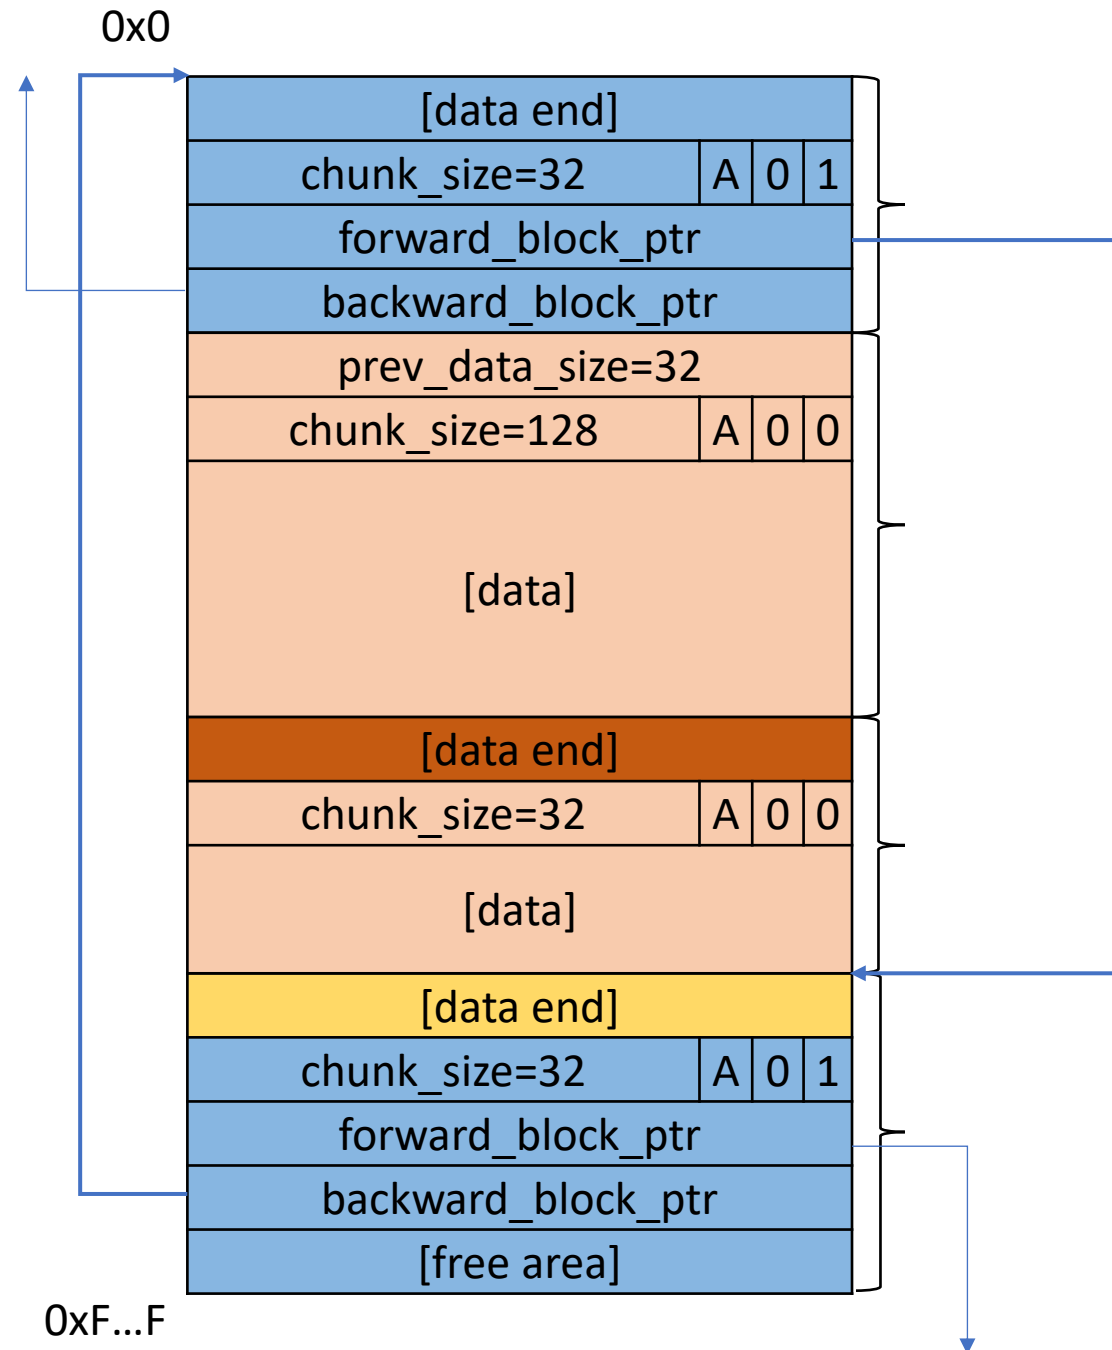 0x0
[data end]
chunk_size=32 A 0 1
forward_block_ptr
backward_block_ptr
prev_data_size=32
chunk_size=128 A 0 0
[data]
[data end]
chunk_size=32 A 0 0
[data]
[data end]
chunk_size=32 A 0 1
forward_block_ptr
backward_block_ptr
[free area]
0xF...F